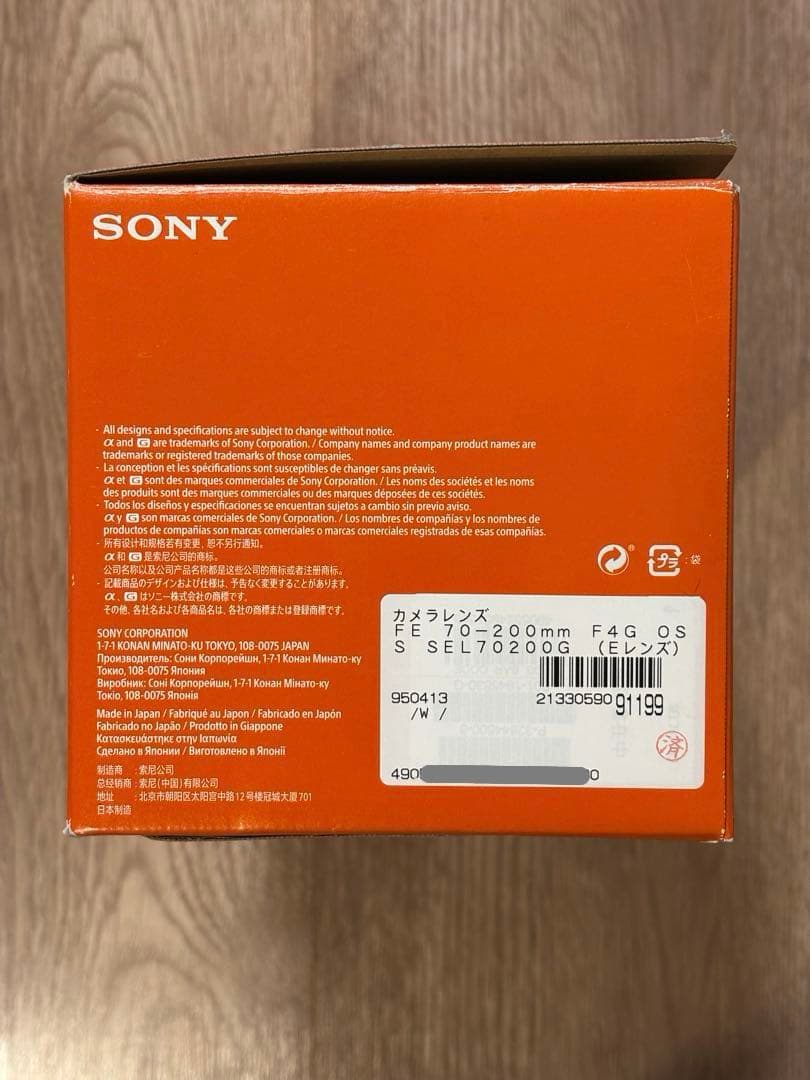 SONY
- All designs and specifications are subject to change without notice.
α and G are trademarks of Sony Corporation. / Company names and company product names are
trademarks or registered trademarks of those companies.
- La conception et les spécifications sont susceptibles de changer sans préavis.
α et G sont des marques commerciales de Sony Corporation. / Les noms des sociétés et les noms
des produits sont des marques commerciales ou des marques déposées de ces sociétés.
- Todos los diseños y especificaciones se encuentran sujetos a cambio sin previo aviso.
α y G son marcas comerciales de Sony Corporation. / Los nombres de compañías y los nombres de
productos de compañías son marcas comerciales o marcas comerciales registradas de esas compañías.
- 所有设计和规格若有变更，恕不另行通知。
α 和 G 是索尼公司的商标。
公司名称以及公司产品名称都是这些公司的商标或者注册商标。
- 記載商品のデザインおよび仕様は、予告なく変更することがあります。
α、G はソニー株式会社の商標です。
その他、各社名および各商品名は、各社の商標または登録商標です。
プラ : 袋
SONY CORPORATION
1-7-1 KONAN MINATO-KU TOKYO, 108-0075 JAPAN
Производитель: Сони Корпорейшн, 1-7-1 Конан Минато-ку
Токио, 108-0075 Япония
Виробник: Соні Корпорейшн, 1-7-1 Конан Мінато-ку
Токіо, 108-0075 Японія
Made in Japan / Fabriqué au Japon / Fabricado en Japón
Fabricado no Japão / Prodotto in Giappone
Κατασκευάστηκε στην Ιαπωνία
Сделано в Японии / Виготовлено в Японії
制造商 : 索尼公司
总经销商 : 索尼(中国)有限公司
地址 : 北京市朝阳区太阳宫中路12号楼冠城大厦701
日本制造
カメラレンズ
FE 70-200mm F4G OS
S SEL70200G (Eレンズ)
950413
/W/
21330590 91199
済
490
0